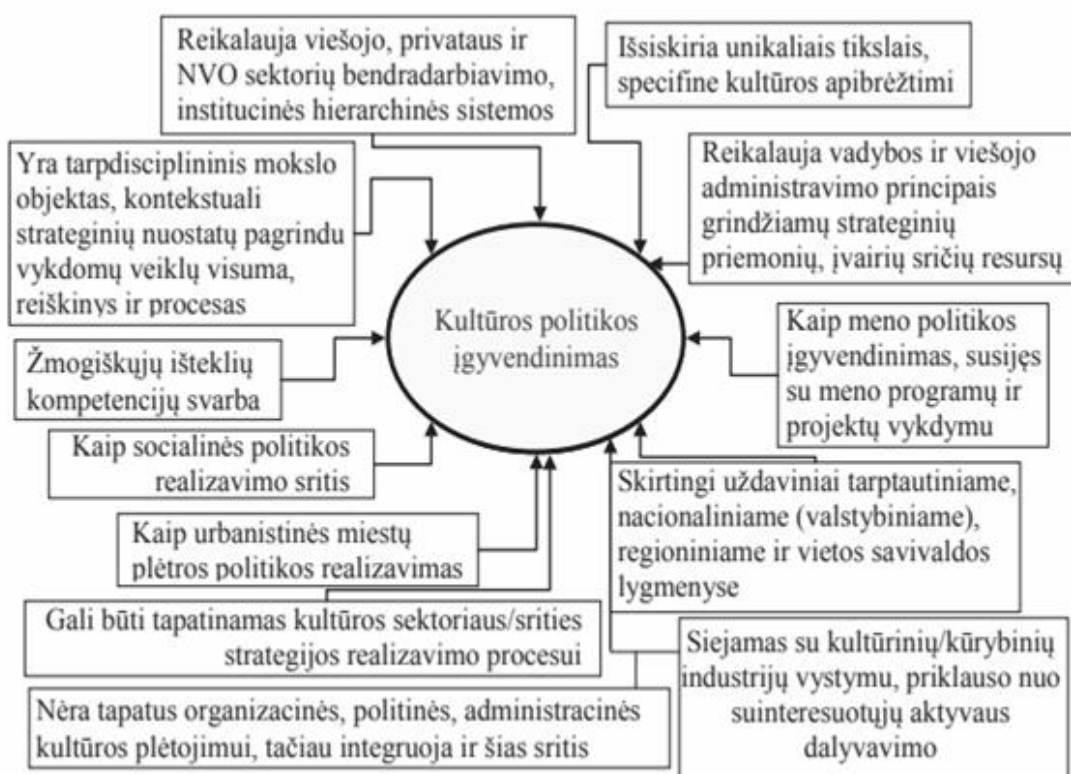 Reikalauja viešojo, privataus ir
NVO sektorių bendradarbiavimo,
institucinės hierarchinės sistemos
Išsiskiria unikaliais tikslais,
specifine kultūros apibrėžtimi
Yra tarpdisciplininis mokslo
objektas, kontekstuali
strateginių nuostatų pagrindu
vykdomų veiklų visuma,
reiškinys ir procesas
Reikalauja vadybos ir viešojo
administravimo principais
grindžiamų strateginių
priemonių, įvairių sričių resursų
Kultūros politikos
įgyvendinimas
Žmogiškųjų išteklių
kompetencijų svarba
Kaip meno politikos
įgyvendinimas, susijęs
su meno programų ir
projektų vykdymu
Kaip socialinės politikos
realizavimo sritis
Skirtingi uždaviniai tarptautiniame,
nacionaliniame (valstybiniame),
regioniniame ir vietos savivaldos
lygmenyse
Kaip urbanistinės miestų
plėtros politikos realizavimas
Gali būti tapatinamas kultūros sektoriaus/srities
strategijos realizavimo procesui
Siejamas su kultūrinių/kūrybinių
industrijų vystymu, priklauso nuo
suinteresuotųjų aktyvaus
dalyvavimo
Nėra tapatus organizacinės, politinės, administracinės
kultūros plėtojimui, tačiau integruoja ir šias sritis